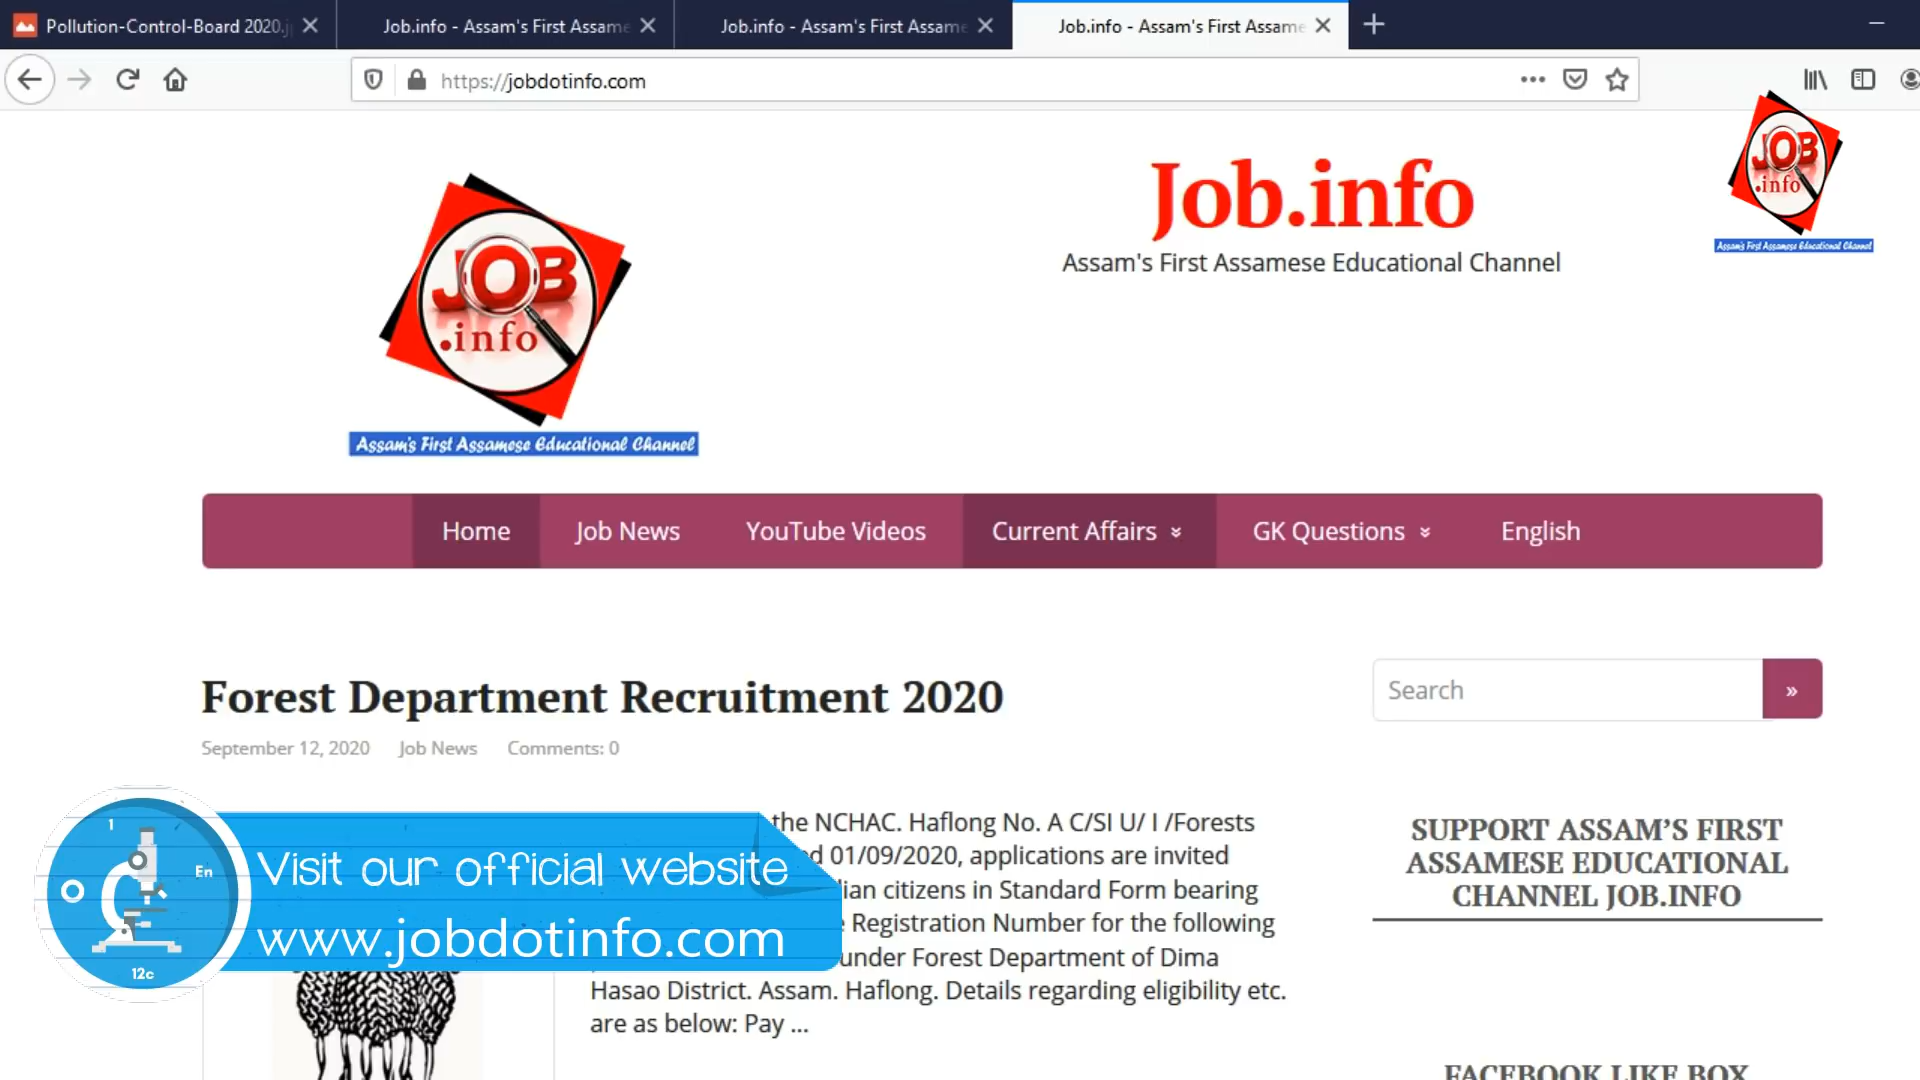 Pollution-Control-Board 2020.j
Job.info - Assam's First Assame
Job.info - Assam's First Assame
Job.info - Assam's First Assame
https://jobdotinfo.com
JOB
.info
Assam's First Assamese Educational Channel
Job.info
Assam's First Assamese Educational Channel
JOB
.info
Assam's First Assamese Educational Channel
Home
Job News
YouTube Videos
Current Affairs
GK Questions
English
Forest Department Recruitment 2020
September 12, 2020 Job News Comments: 0
Search »
the NCHAC. Haflong No. A C/SI U/ I /Forests
01/09/2020, applications are invited
citizens in Standard Form bearing
Registration Number for the following
under Forest Department of Dima
Hasao District. Assam. Haflong. Details regarding eligibility etc.
are as below: Pay ...
1
En
12c
Visit our official website
www.jobdotinfo.com
SUPPORT ASSAM'S FIRST
ASSAMESE EDUCATIONAL
CHANNEL JOB.INFO
FACEBOOK LIKE BOX